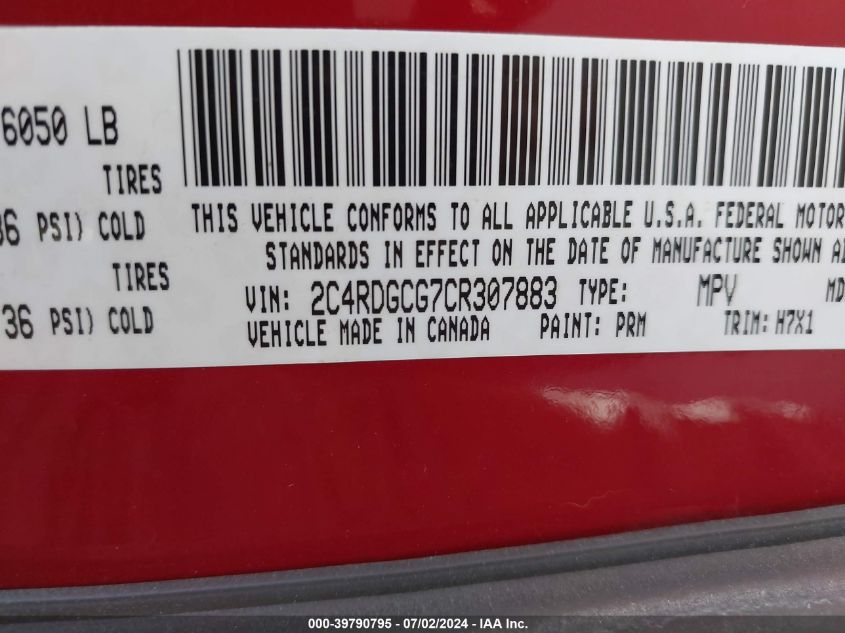 6050 LB
TIRES
36 PSI) COLD
TIRES
36 PSI) COLD
THIS VEHICLE CONFORMS TO ALL APPLICABLE U.S.A. FEDERAL MOTOR
STANDARDS IN EFFECT ON THE DATE OF MANUFACTURE SHOWN
VIN: 2C4RDGCG7CR307883 TYPE: MPV MD
VEHICLE MADE IN CANADA PAINT: PRM TRIM: H7X1
000-39790795 - 07/02/2024 - IAA Inc.